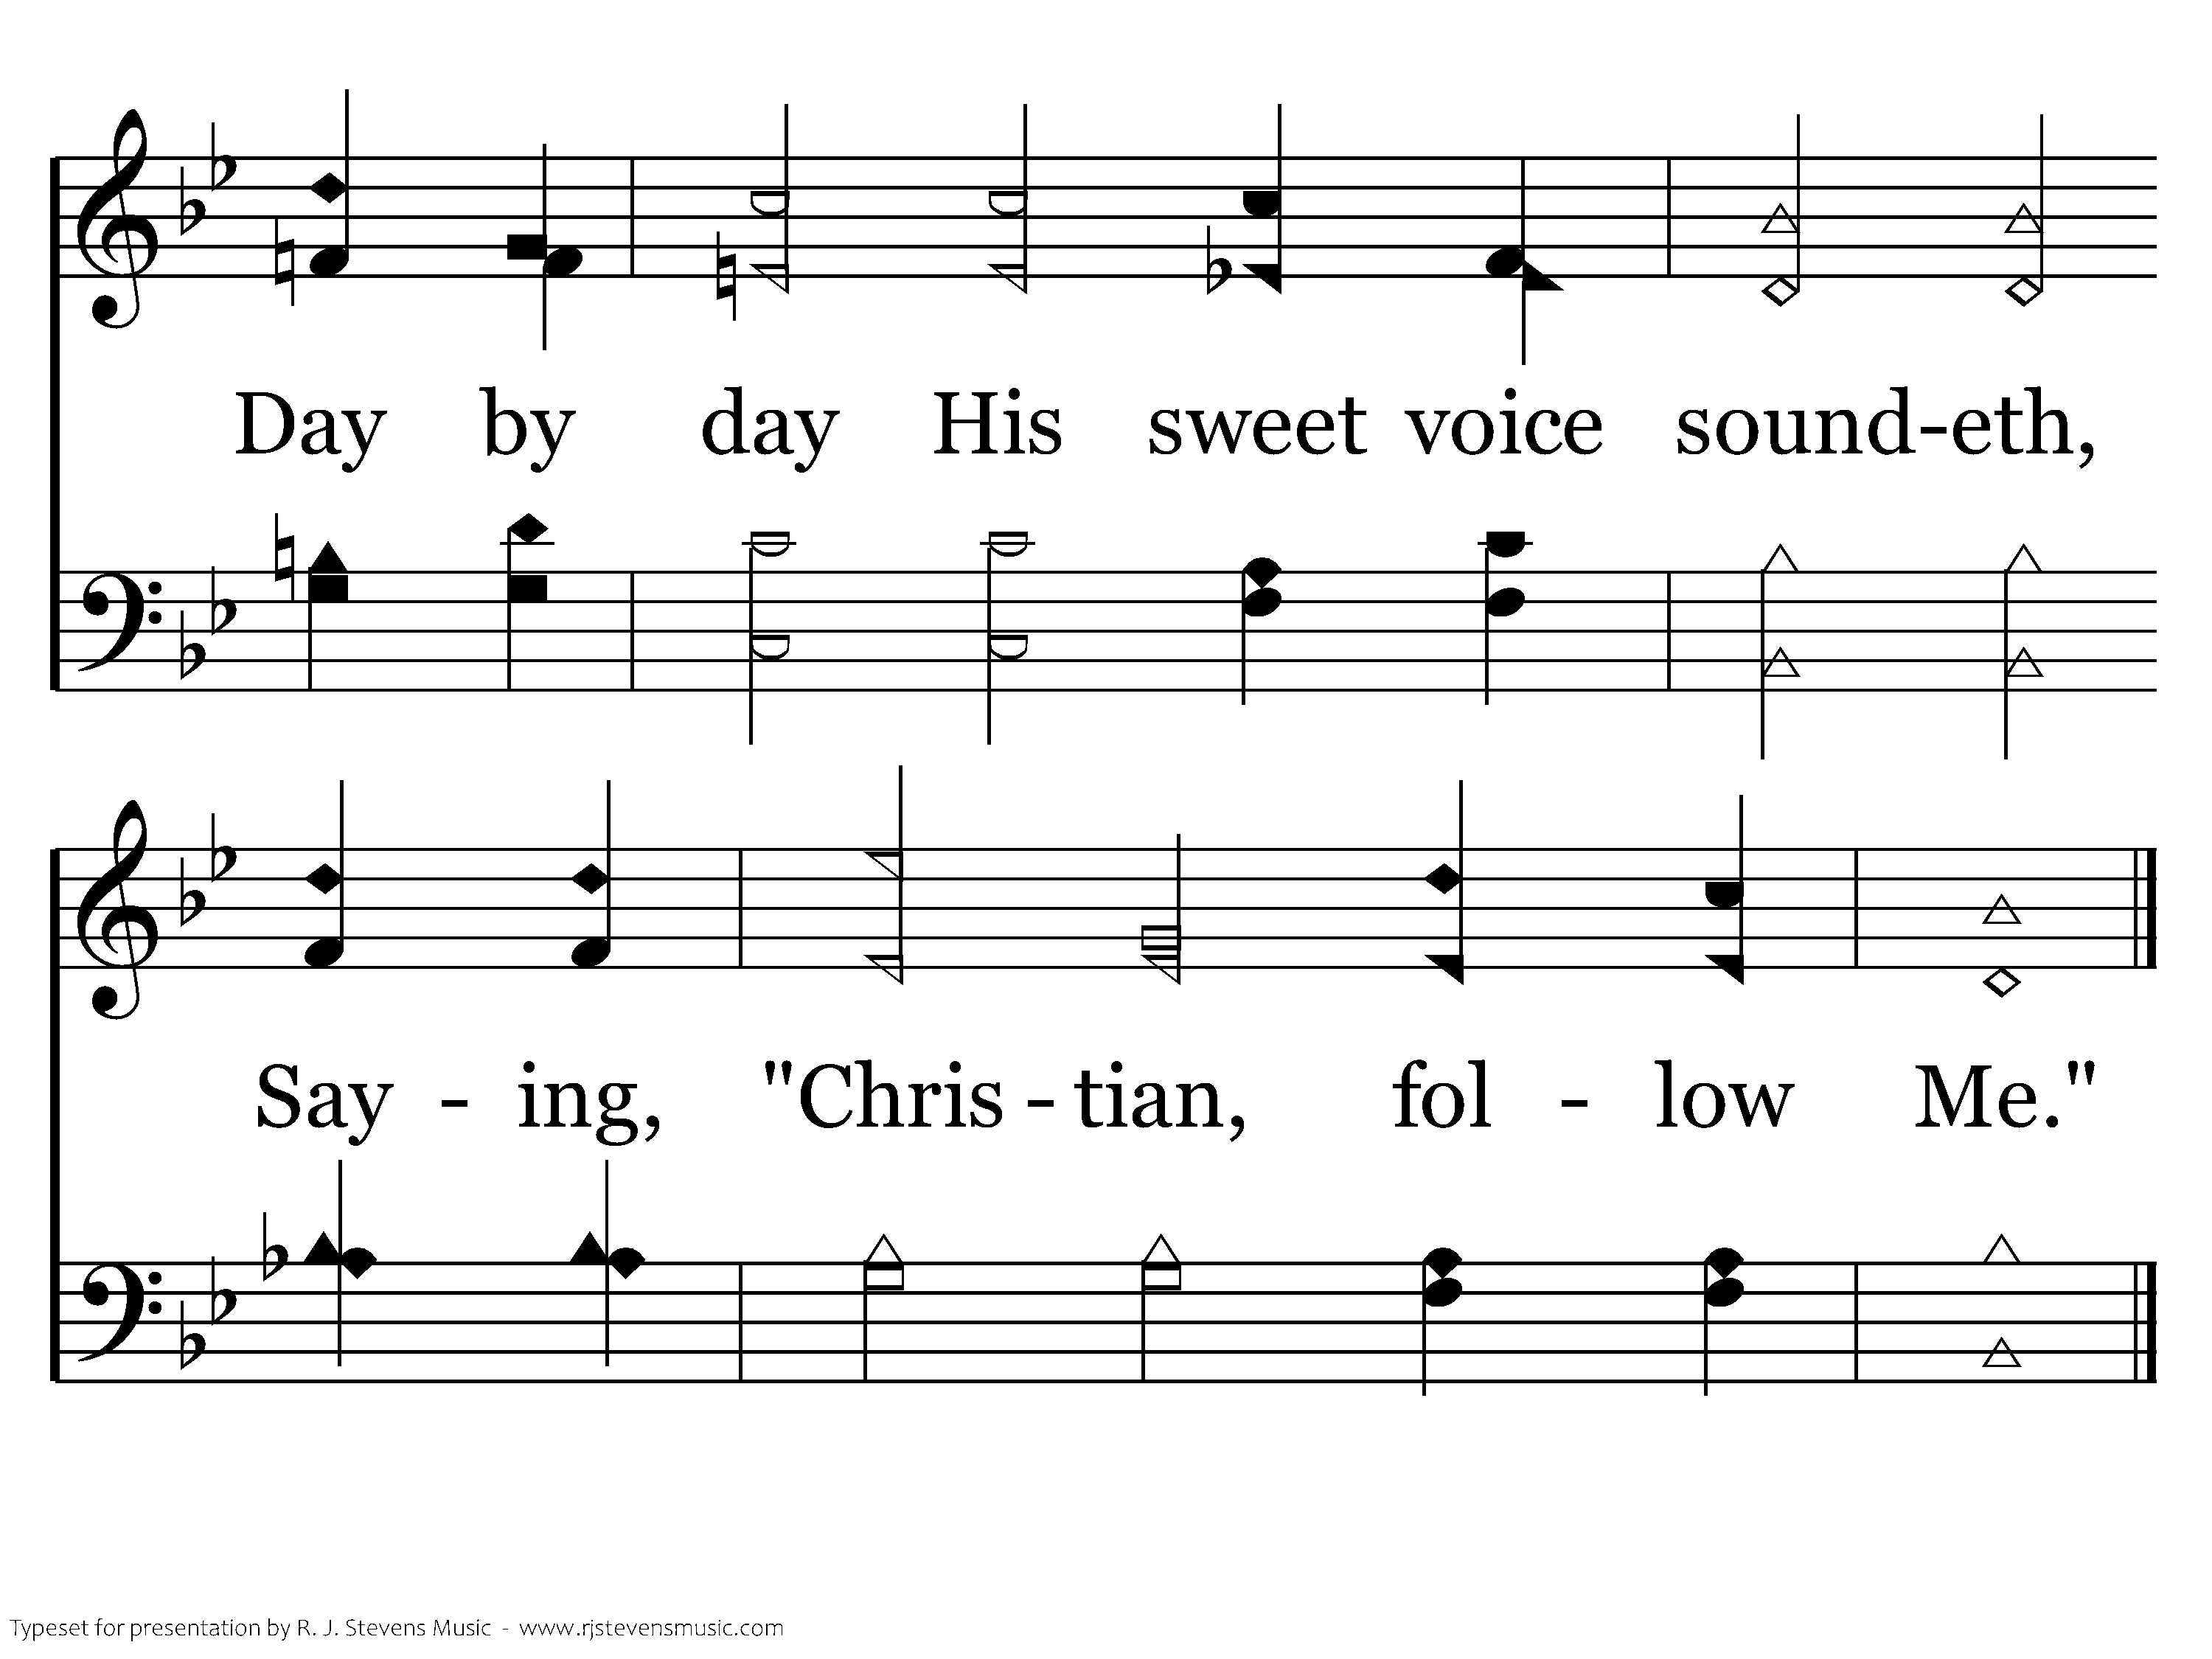 Day by day His sweet voice sound-eth,
Say - ing, "Chris - tian, fol - low Me."
Typeset for presentation by R. J. Stevens Music - www.rjstevensmusic.com